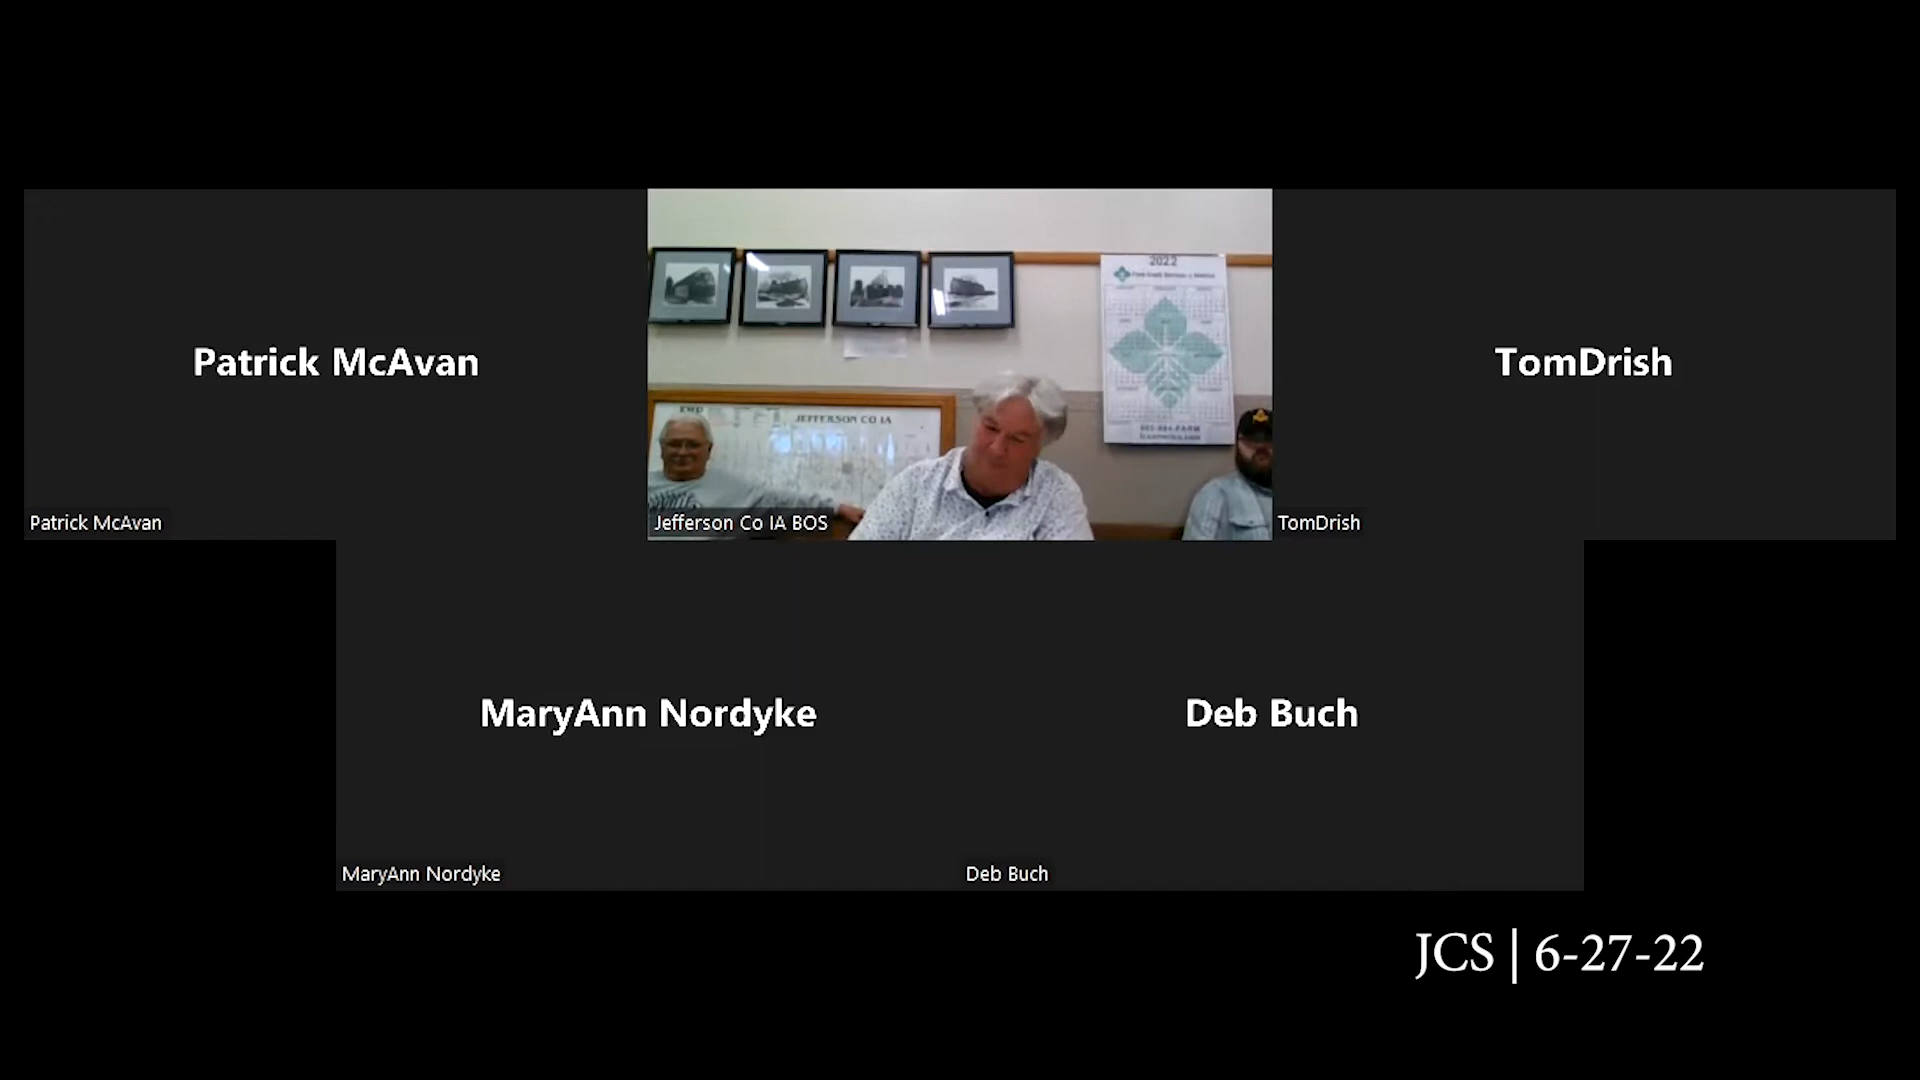 Patrick McAvan
TomDrish
2022
JEFFERSON CO IA
Patrick McAvan
Jefferson Co IA BOS
TomDrish
MaryAnn Nordyke
Deb Buch
MaryAnn Nordyke
Deb Buch
JCS | 6-27-22